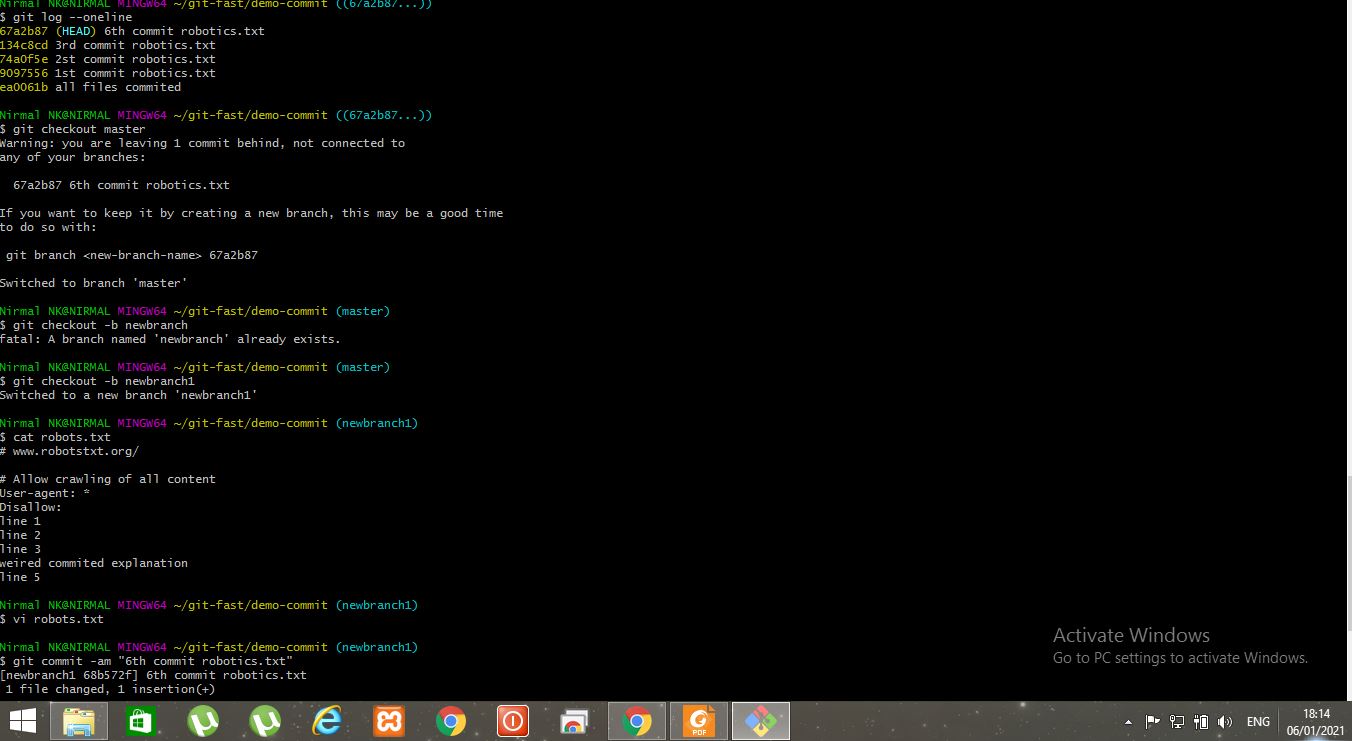 Nirmal NK@NIRMAL MINGW64 ~/git-fast/demo-commit ((67a2b87...))
$ git log --oneline
67a2b87 (HEAD) 6th commit robotics.txt
134c8cd 3rd commit robotics.txt
74a0f5e 2st commit robotics.txt
9097556 1st commit robotics.txt
ea0061b all files commited
Nirmal NK@NIRMAL MINGW64 ~/git-fast/demo-commit ((67a2b87...))
$ git checkout master
Warning: you are leaving 1 commit behind, not connected to
any of your branches:
67a2b87 6th commit robotics.txt
If you want to keep it by creating a new branch, this may be a good time
to do so with:
git branch <new-branch-name> 67a2b87
Switched to branch 'master'
Nirmal NK@NIRMAL MINGW64 ~/git-fast/demo-commit (master)
$ git checkout -b newbranch
fatal: A branch named 'newbranch' already exists.
Nirmal NK@NIRMAL MINGW64 ~/git-fast/demo-commit (master)
$ git checkout -b newbranch1
Switched to a new branch 'newbranch1'
Nirmal NK@NIRMAL MINGW64 ~/git-fast/demo-commit (newbranch1)
$ cat robots.txt
# www.robotstxt.org/
# Allow crawling of all content
User-agent: *
Disallow:
line 1
line 2
line 3
weired commited explanation
line 5
Nirmal NK@NIRMAL MINGW64 ~/git-fast/demo-commit (newbranch1)
$ vi robots.txt
Nirmal NK@NIRMAL MINGW64 ~/git-fast/demo-commit (newbranch1)
$ git commit -am "6th commit robotics.txt"
[newbranch1 68b572f] 6th commit robotics.txt
1 file changed, 1 insertion(+)
Activate Windows
Go to PC settings to activate Windows.
PDF
ENG
18:14
06/01/2021